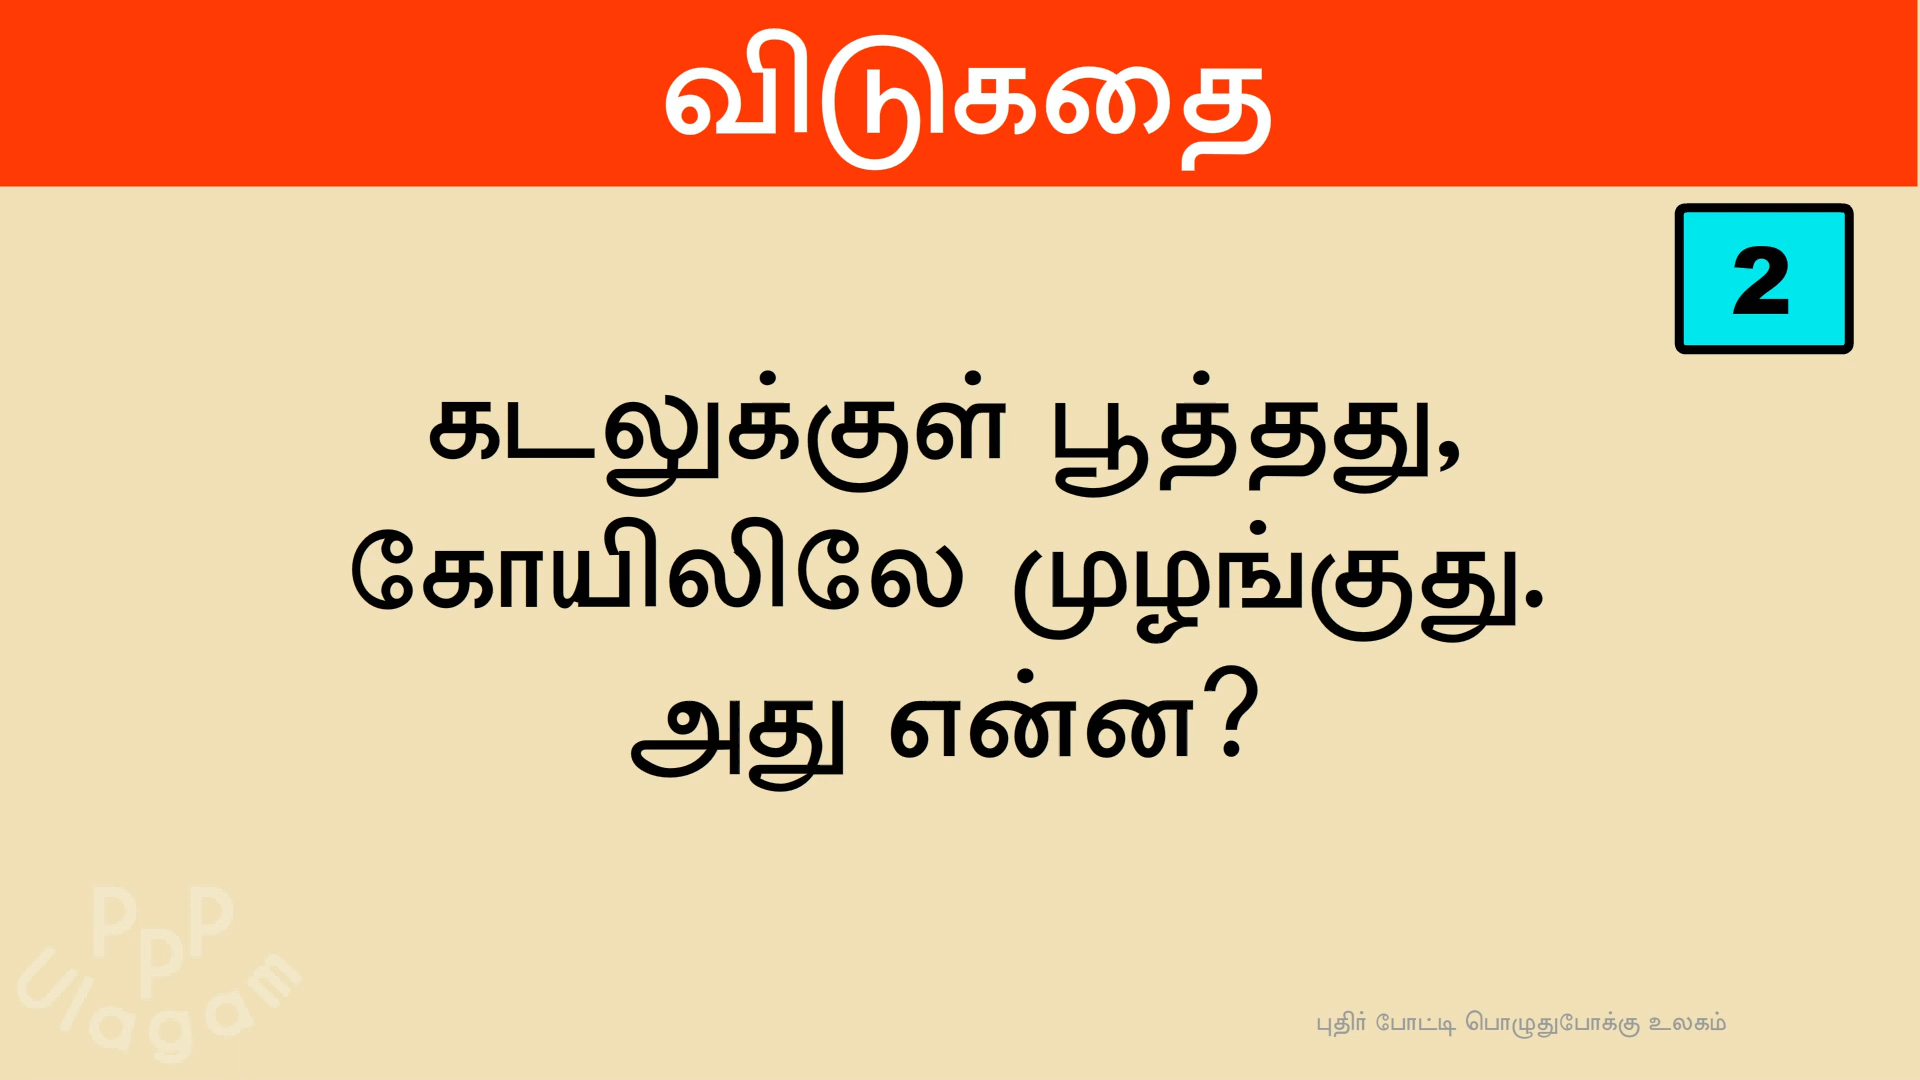 விடுகதை
2
கடலுக்குள் பூத்தது,
கோயிலிலே முழங்குது.
அது என்ன?
PPP
Ulagam
புதிர் போட்டி பொழுதுபோக்கு உலகம்